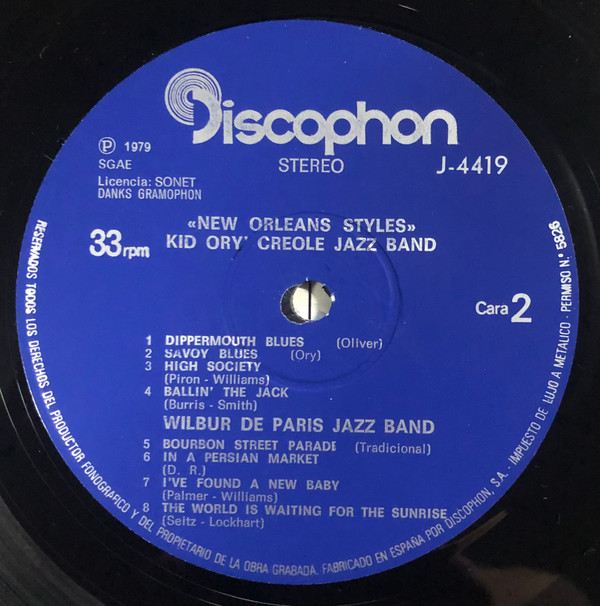 Discophon
℗ 1979
SGAE
STEREO
J-4419
Licencia: SONET
DANKS GRAMOPHON
«NEW ORLEANS STYLES»
33rpm
KID ORY' CREOLE JAZZ BAND
Cara 2
1 DIPPERMOUTH BLUES (Oliver)
2 SAVOY BLUES (Ory)
3 HIGH SOCIETY
(Piron - Williams)
4 BALLIN' THE JACK
(Burris - Smith)
WILBUR DE PARIS JAZZ BAND
5 BOURBON STREET PARADE (Tradicional)
6 IN A PERSIAN MARKET
(D. R.)
7 I'VE FOUND A NEW BABY
(Palmer - Williams)
8 THE WORLD IS WAITING FOR THE SUNRISE
(Seitz - Lockhart)
RESERVADOS TODOS LOS DERECHOS DEL PRODUCTOR FONOGRAFICO Y DEL PROPIETARIO DE LA OBRA GRABADA. FABRICADO EN ESPAÑA POR DISCOPHON, S.A. - IMPUESTO DE LUJO A METALICO - PERMISO N.º 5826